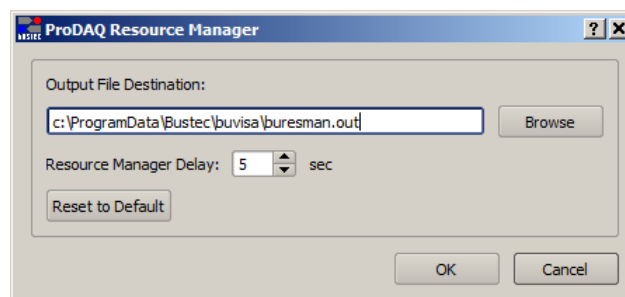 BUSTEC ProDAQ Resource Manager ? X
Output File Destination:
c:\ProgramData\Bustec\buvisa\buresman.out Browse
Resource Manager Delay: 5 sec
Reset to Default
OK Cancel